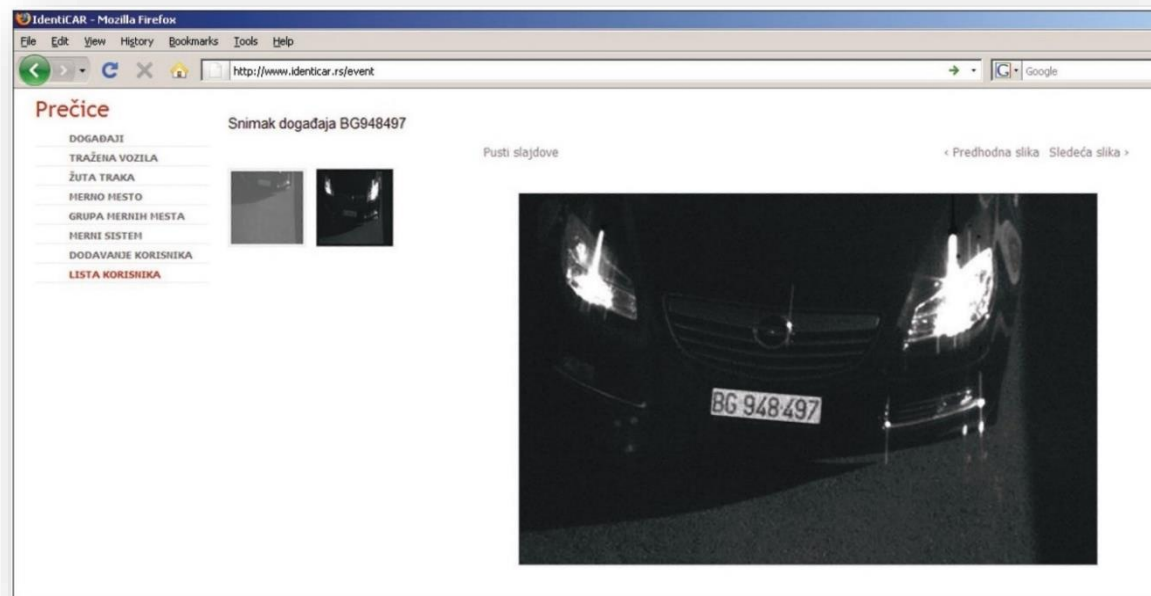 IdentiCAR - Mozilla Firefox
File Edit View History Bookmarks Tools Help
http://www.identicar.rs/event
G Google
Prečice
DOGAĐAJI
TRAŽENA VOZILA
ŽUTA TRAKA
MERNO MESTO
GRUPA MERNIH MESTA
MERNI SISTEM
DODAVANJE KORISNIKA
LISTA KORISNIKA
Snimak događaja BG948497
Pusti slajdove
‹ Predhodna slika Sledeća slika ›
BG 948·497